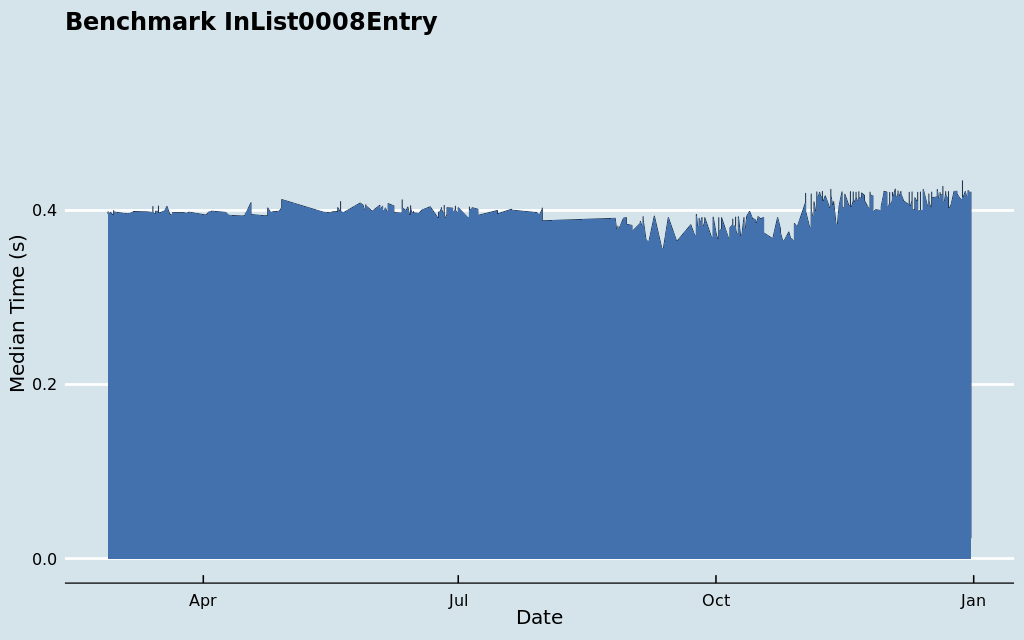 Benchmark InList0008Entry
Median Time (s)
0.4
0.2
0.0
Apr
Jul
Oct
Jan
Date